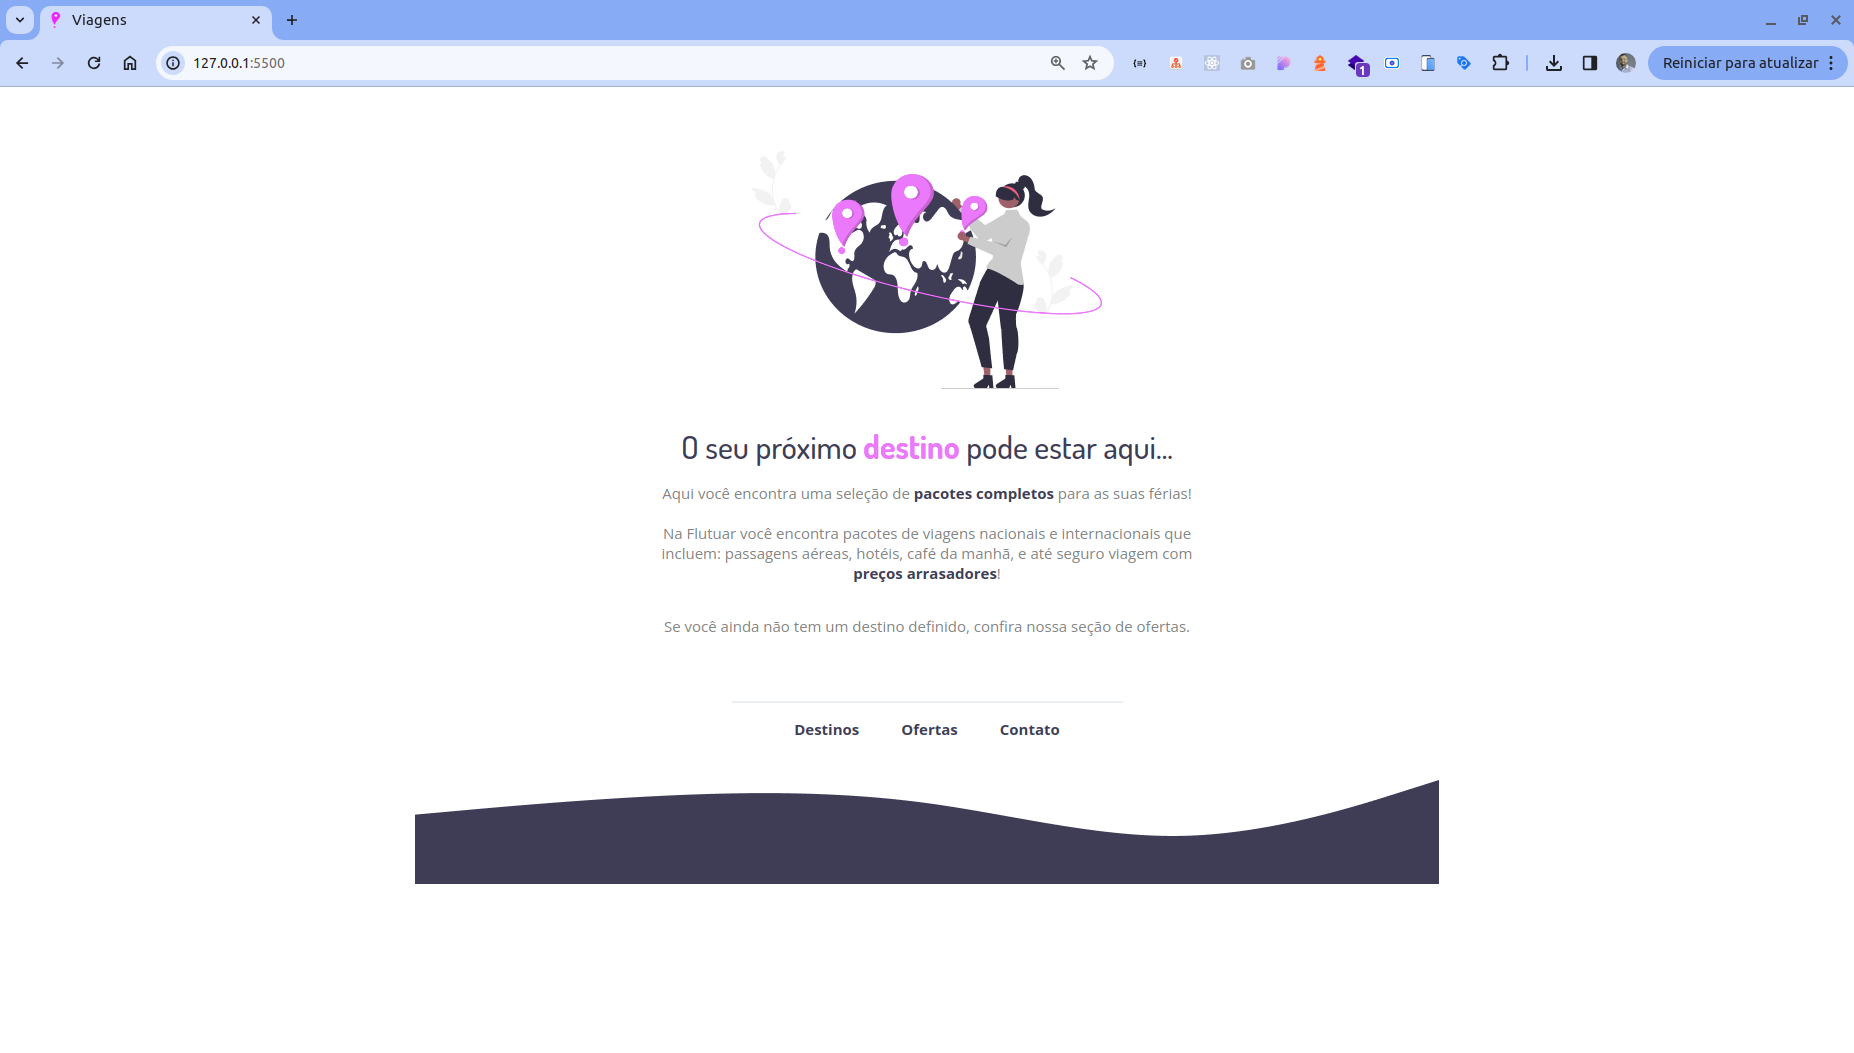 Viagens
127.0.0.1:5500
1
Reiniciar para atualizar
O seu próximo destino pode estar aqui...
Aqui você encontra uma seleção de pacotes completos para as suas férias!
Na Flutuar você encontra pacotes de viagens nacionais e internacionais que
incluem: passagens aéreas, hotéis, café da manhã, e até seguro viagem com
preços arrasadores!
Se você ainda não tem um destino definido, confira nossa seção de ofertas.
Destinos Ofertas Contato